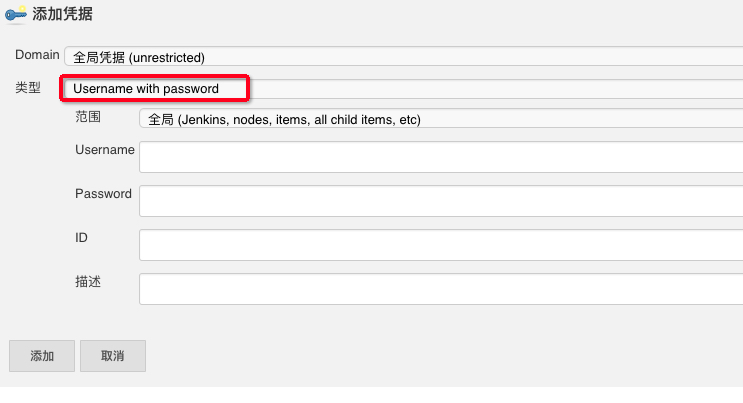 添加凭据
Domain 全局凭据 (unrestricted)
类型 Username with password
范围 全局 (Jenkins, nodes, items, all child items, etc)
Username
Password
ID
描述
添加 取消